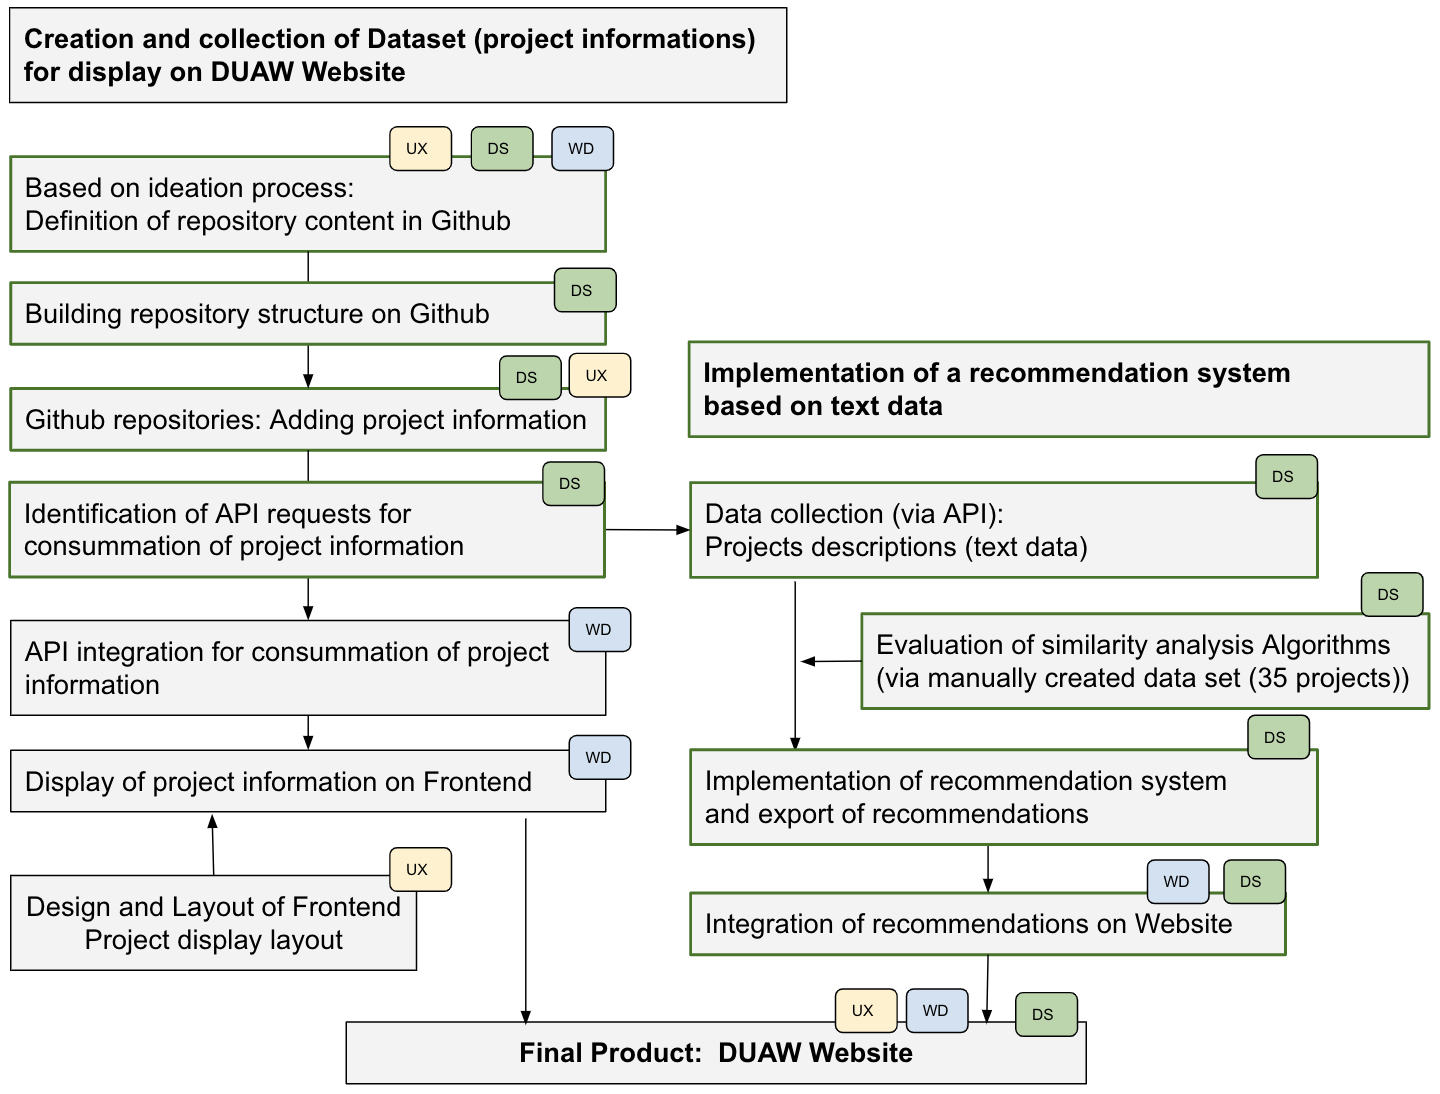 Creation and collection of Dataset (project informations)
for display on DUAW Website
UX DS WD
Based on ideation process:
Definition of repository content in Github
DS
Building repository structure on Github
DS UX
Github repositories: Adding project information
DS
Identification of API requests for
consummation of project information
WD
API integration for consummation of project
information
WD
Display of project information on Frontend
UX
Design and Layout of Frontend
Project display layout
Implementation of a recommendation system
based on text data
DS
Data collection (via API):
Projects descriptions (text data)
DS
Evaluation of similarity analysis Algorithms
(via manually created data set (35 projects))
DS
Implementation of recommendation system
and export of recommendations
WD DS
Integration of recommendations on Website
UX WD DS
Final Product: DUAW Website